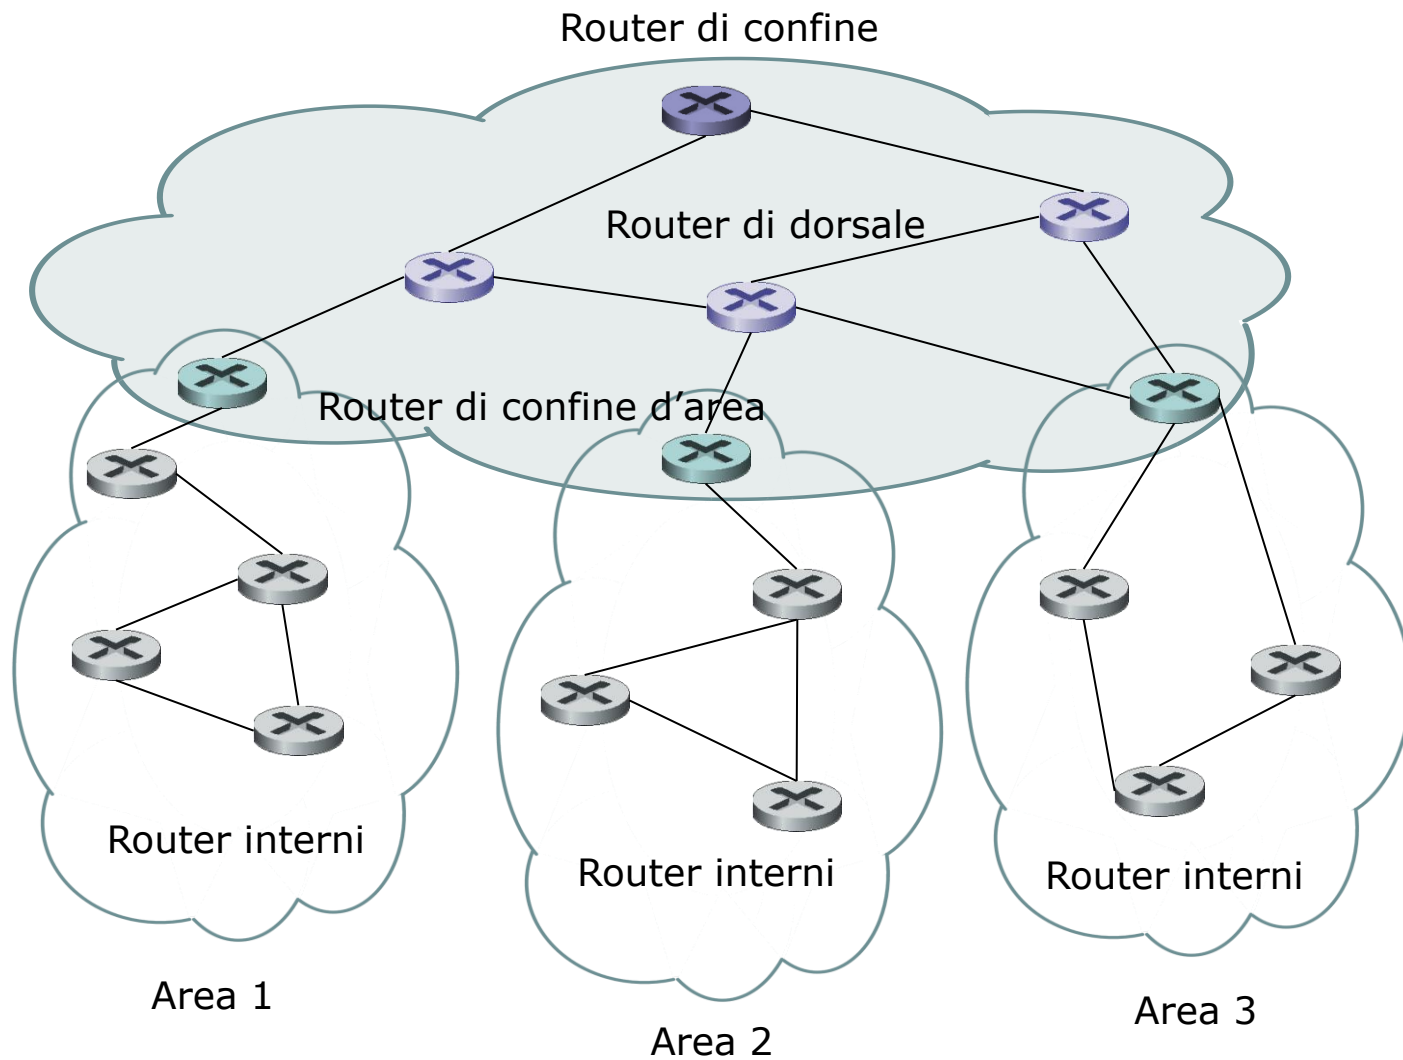 Router di confine
Router di dorsale
Router di confine d’area
Router interni
Router interni
Router interni
Area 1
Area 2
Area 3